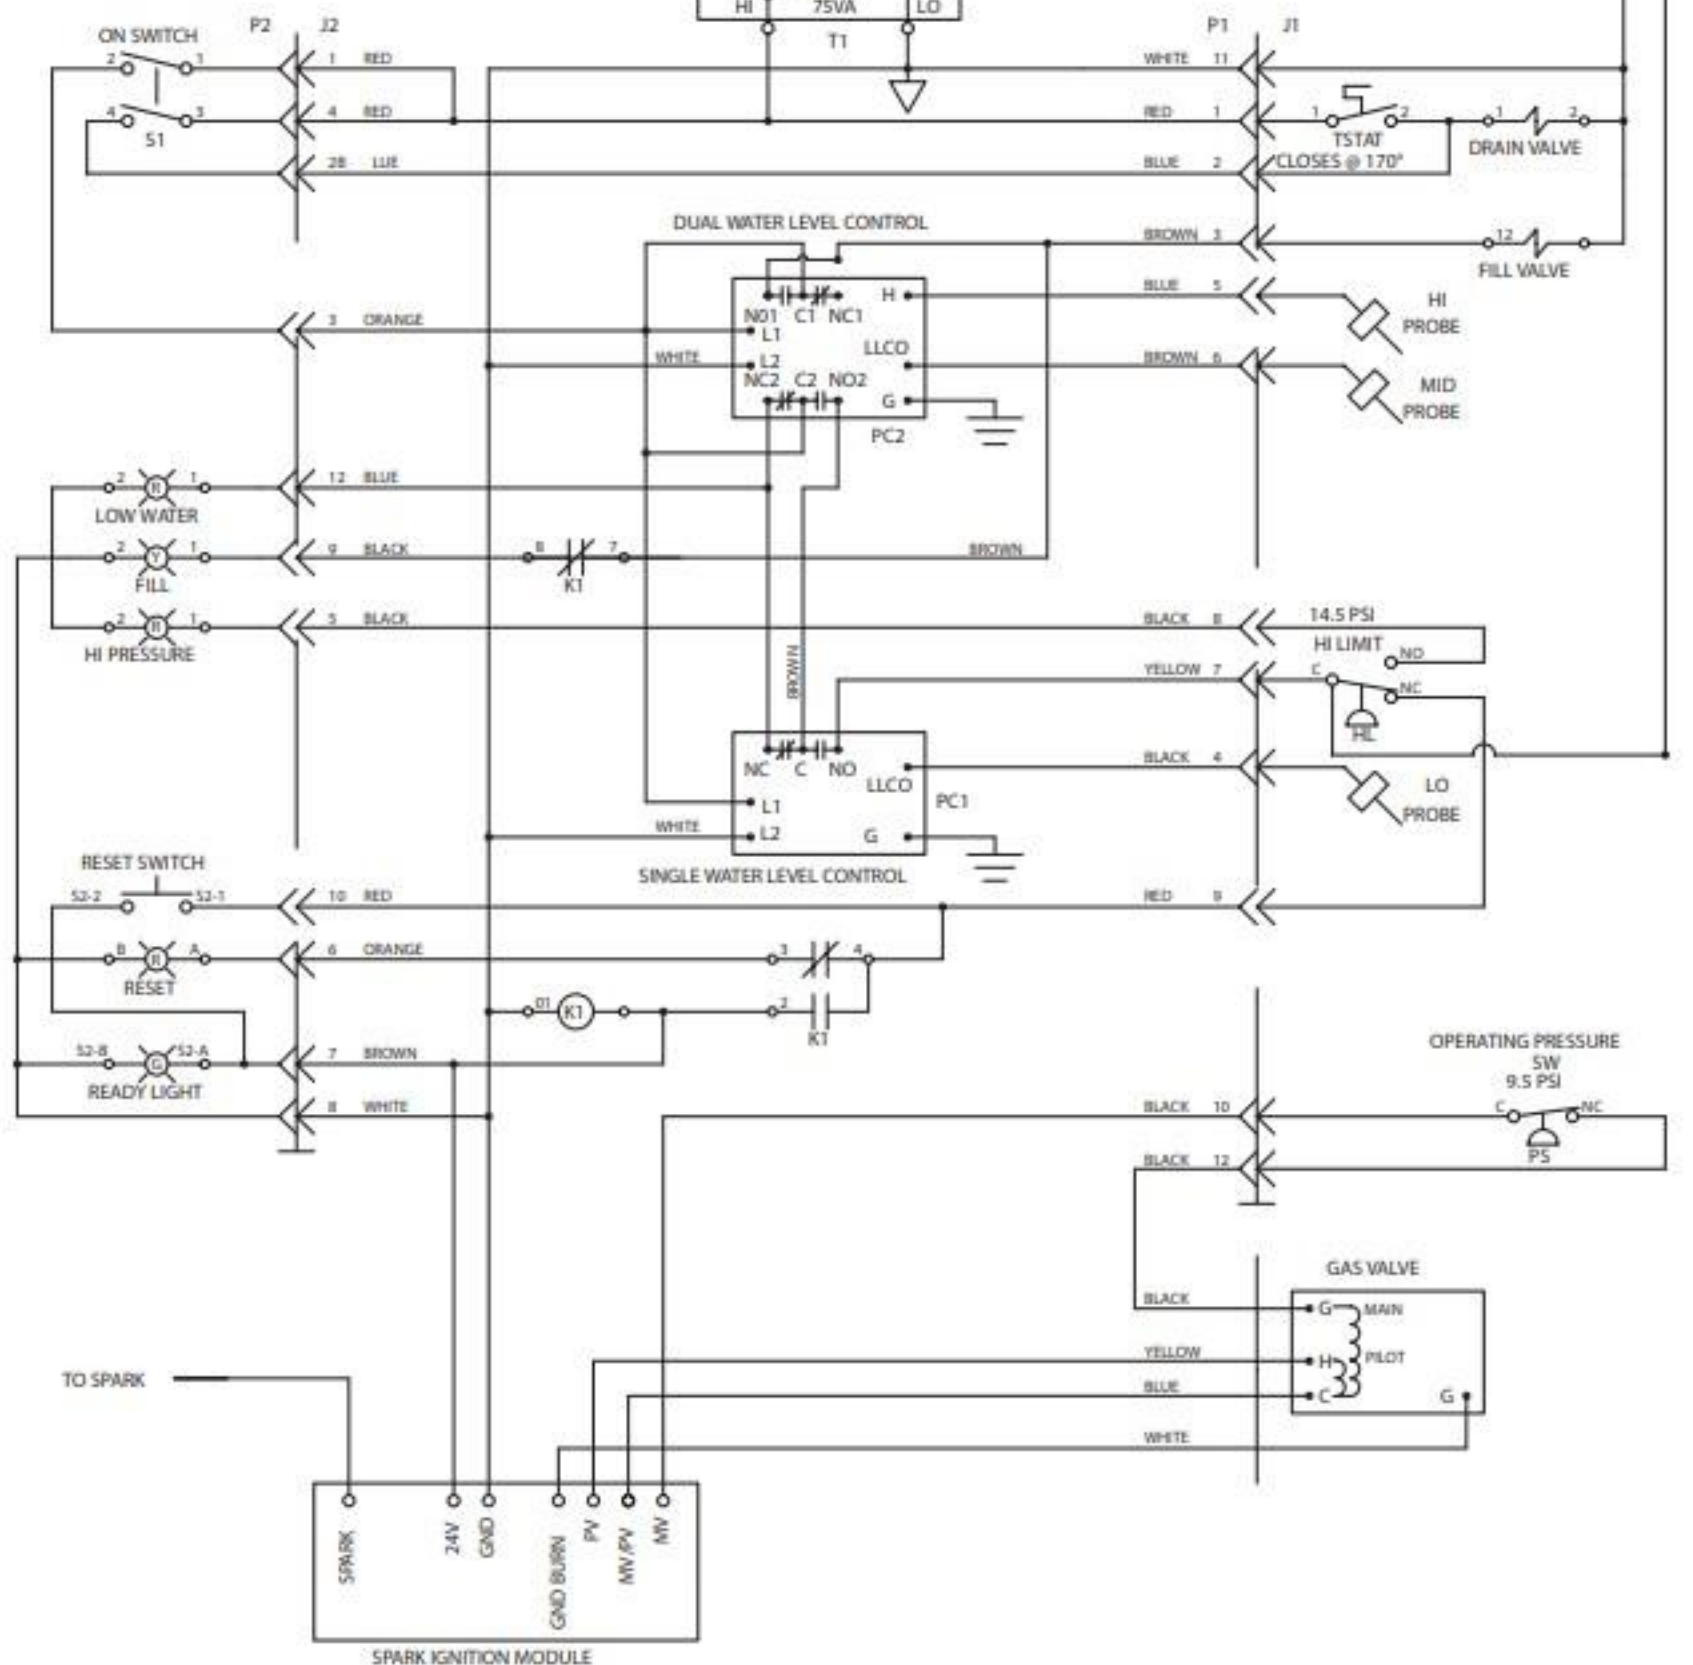 HI 75VA LO
T1
P2 J2
P1 J1
ON SWITCH
2 1
1 RED
WHITE 11
4 3
4 RED
RED 1
1 2
1 2
S1
TSTAT
CLOSES @ 170°
DRAIN VALVE
28 LUE
BLUE 2
DUAL WATER LEVEL CONTROL
BROWN 3
12
FILL VALVE
N01 C1 NC1
H
BLUE 5
HI
PROBE
3 ORANGE
L1
LLCO
WHITE
L2
BROWN 6
MID
PROBE
NC2 C2 NO2
G
PC2
2 R 1
12 BLUE
LOW WATER
2 Y 1
9 BLACK
8 7
BROWN
FILL
K1
2 R 1
5 BLACK
BLACK 8
14.5 PSI
HI LIMIT
NO
HI PRESSURE
BROWN
YELLOW 7
C
NC
HL
NC C NO
LLCO
BLACK 4
LO
PROBE
PC1
L1
WHITE
L2
G
SINGLE WATER LEVEL CONTROL
RESET SWITCH
S2-2 S2-1
10 RED
RED 9
B R A
6 ORANGE
3 4
RESET
01 K1
2
K1
S2-B G S2-A
7 BROWN
READY LIGHT
OPERATING PRESSURE
SW
9.5 PSI
8 WHITE
BLACK 10
C NC
PS
BLACK 12
GAS VALVE
BLACK
G MAIN
YELLOW
H PILOT
BLUE
C
G
TO SPARK
WHITE
SPARK
24V
GND
GND BURN
PV
MV/PV
MV
SPARK IGNITION MODULE